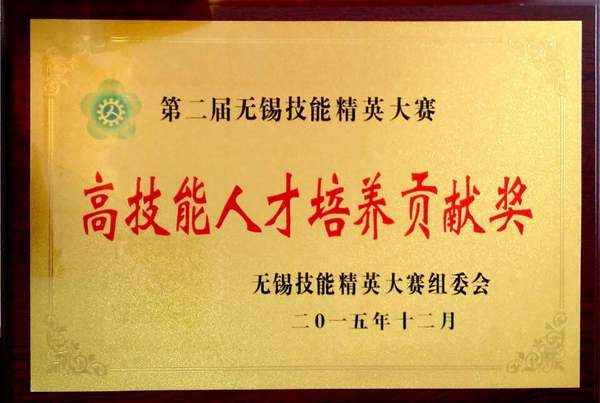 第二届无锡技能精英大赛
高技能人才培养贡献奖
无锡技能精英大赛组委会
二〇一五年十二月